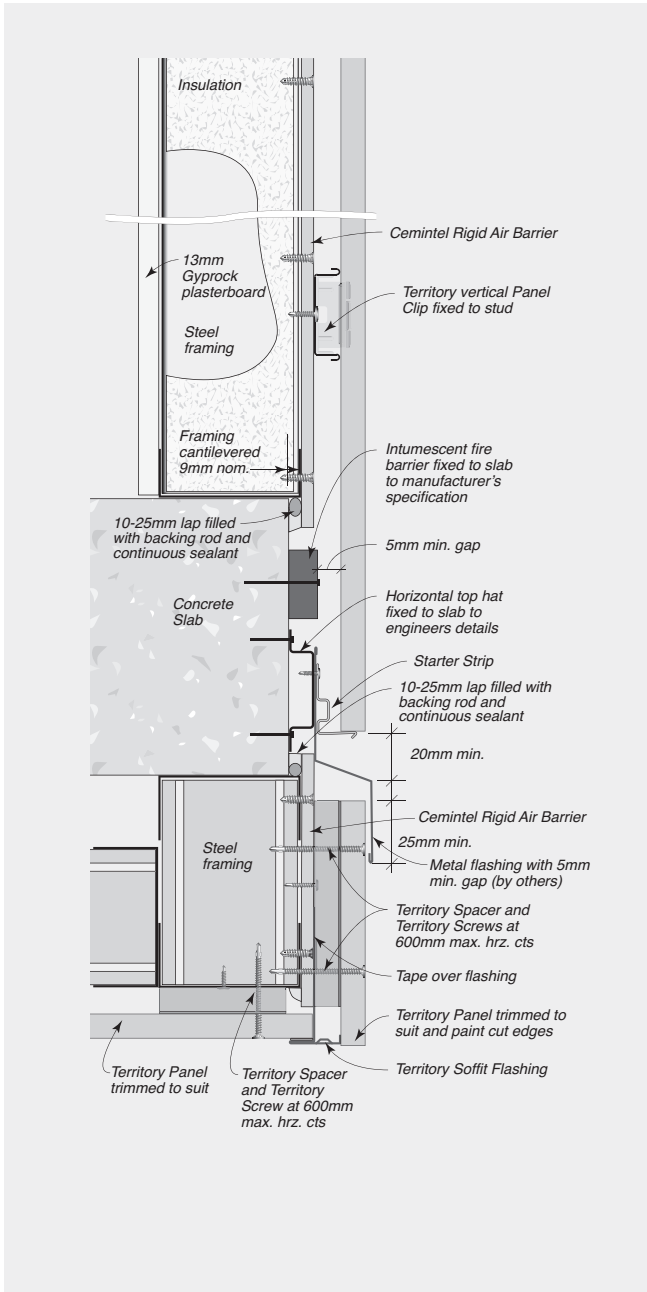 Insulation
Cemintel Rigid Air Barrier
13mm
Gyprock
plasterboard
Territory vertical Panel
Clip fixed to stud
Steel
framing
Framing
cantilevered
9mm nom.
Intumescent fire
barrier fixed to slab
to manufacturer's
specification
10-25mm lap filled
with backing rod and
continuous sealant
5mm min. gap
Concrete
Slab
Horizontal top hat
fixed to slab to
engineers details
Starter Strip
10-25mm lap filled with
backing rod and
continuous sealant
20mm min.
Cemintel Rigid Air Barrier
Steel
framing
25mm min.
Metal flashing with 5mm
min. gap (by others)
Territory Spacer and
Territory Screws at
600mm max. hrz. cts
Tape over flashing
Territory Panel trimmed to
suit and paint cut edges
Territory Soffit Flashing
Territory Panel
trimmed to suit
Territory Spacer
and Territory
Screw at 600mm
max. hrz. cts